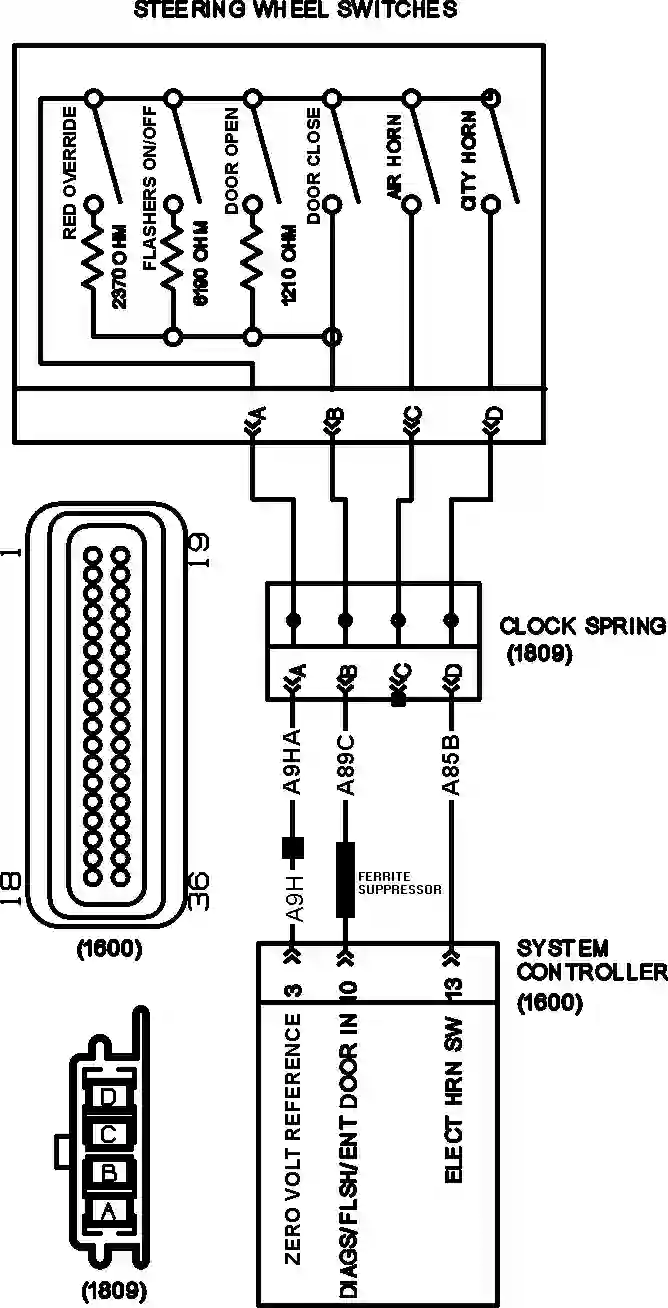 STEERING WHEEL SWITCHES
RED OVERRIDE
2370 OHM
FLASHERS ON/OFF
6190 OHM
DOOR OPEN
1210 OHM
DOOR CLOSE
AIR HORN
CITY HORN
A
B
C
D
1
19
18
36
(1600)
CLOCK SPRING
(1809)
A
B
C
D
A9HA
A89C
A85B
A9H
FERRITE
SUPPRESSOR
SYSTEM
CONTROLLER
(1600)
3
10
13
ZERO VOLT REFERENCE
DIAGS/FLSH/ENT DOOR IN
ELECT HRN SW
D
C
B
A
(1809)